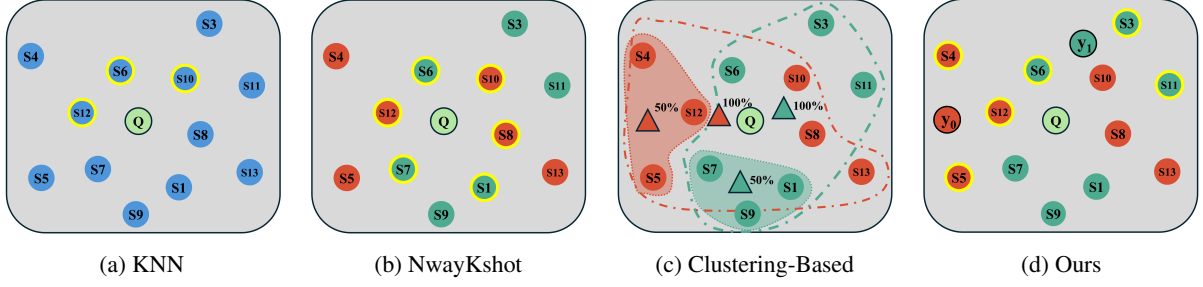 S3
S4
S6
S10
S11
S12
Q
S8
S7
S5
S13
S1
S9
(a) KNN
S3
S4
S6
S10
S11
S12
Q
S8
S7
S5
S13
S1
S9
(b) NwayKshot
S3
S4
S6
S10
S11
50%
S12
100%
100%
Q
S8
S7
S5
50%
S13
S1
S9
(c) Clustering-Based
S3
y1
S4
S6
S10
S11
S12
y0
Q
S8
S7
S5
S13
S1
S9
(d) Ours